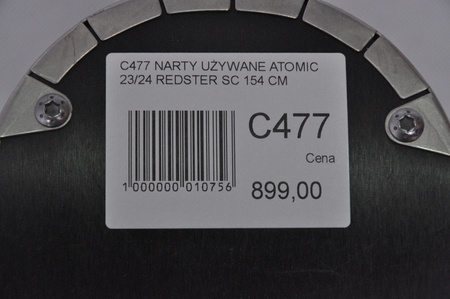 C477 NARTY UŻYWANE ATOMIC
23/24 REDSTER SC 154 CM
C477
Cena
1 000000 010756
899,00